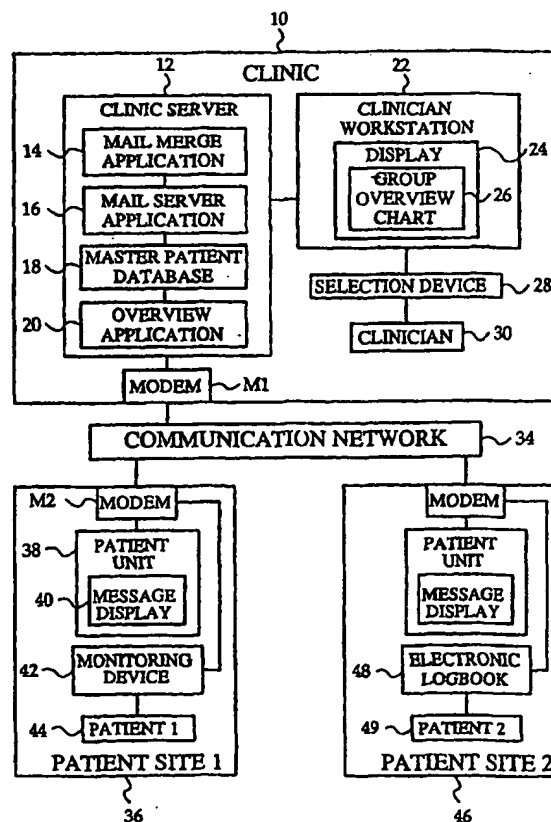 10
12
CLINIC
22
CLINIC SERVER
14
MAIL MERGE
APPLICATION
16
MAIL SERVER
APPLICATION
18
MASTER PATIENT
DATABASE
20
OVERVIEW
APPLICATION
CLINICIAN
WORKSTATION
DISPLAY
24
GROUP
OVERVIEW
CHART
26
SELECTION DEVICE
28
CLINICIAN
30
MODEM
M1
COMMUNICATION NETWORK
34
M2
MODEM
38
PATIENT
UNIT
40
MESSAGE
DISPLAY
42
MONITORING
DEVICE
44
PATIENT 1
PATIENT SITE 1
36
MODEM
PATIENT
UNIT
MESSAGE
DISPLAY
48
ELECTRONIC
LOGBOOK
49
PATIENT 2
PATIENT SITE 2
46